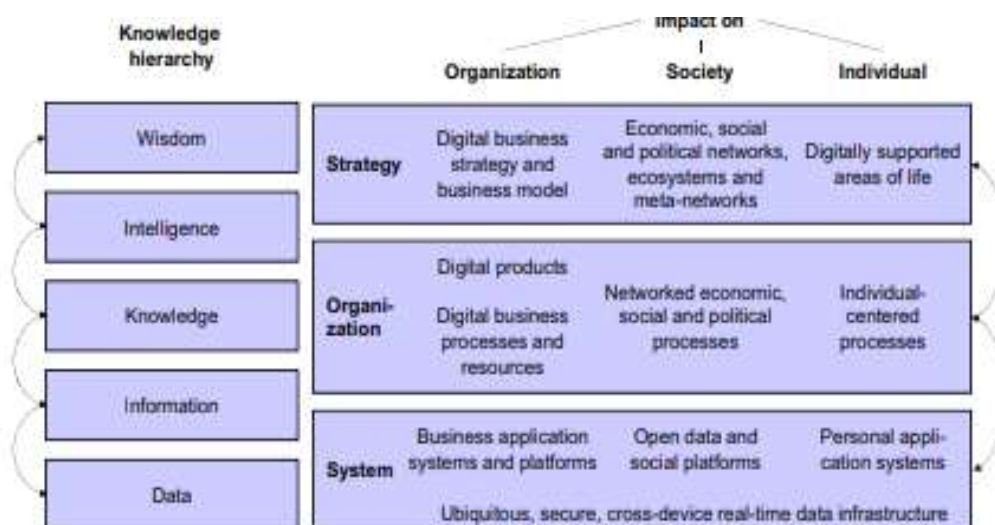 Knowledge
hierarchy
Impact on
Organization
Society
Individual
Wisdom
Intelligence
Knowledge
Information
Data
Strategy
Digital business
strategy and
business model
Economic, social
and political networks,
ecosystems and
meta-networks
Digitally supported
areas of life
Organi-
zation
Digital products
Digital business
processes and
resources
Networked economic,
social and political
processes
Individual-
centered
processes
System
Business application
systems and platforms
Open data and
social platforms
Personal appli-
cation systems
Ubiquitous, secure, cross-device real-time data infrastructure